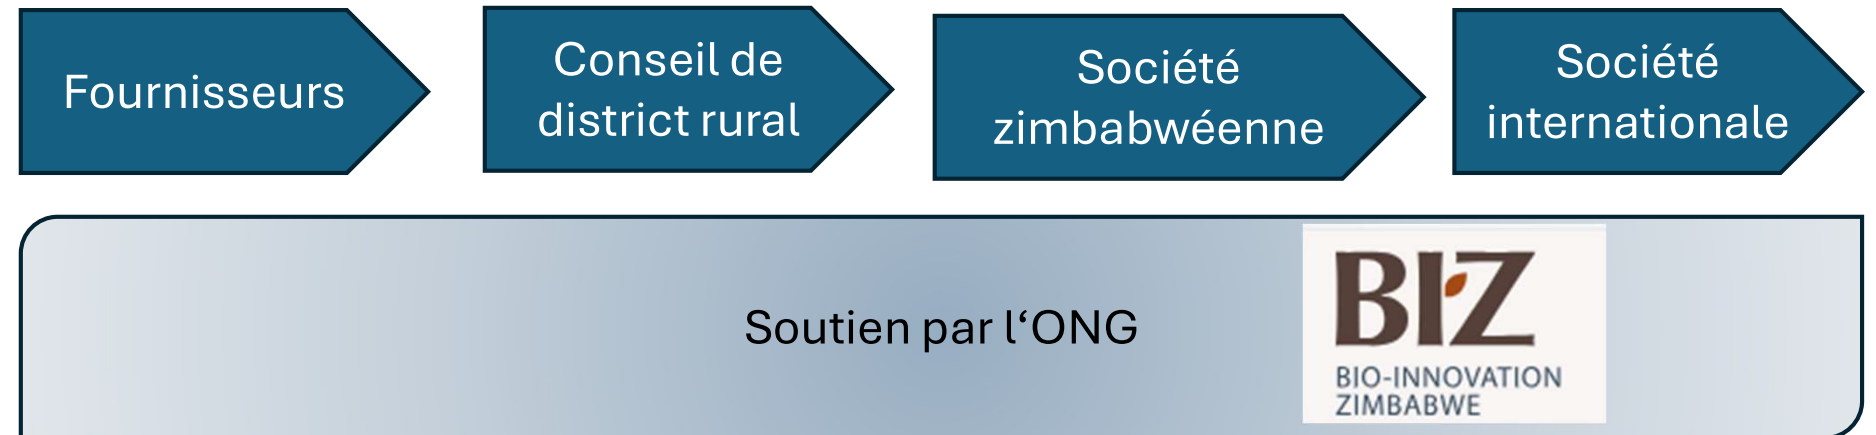 Fournisseurs
Conseil de
district rural
Société
zimbabwéenne
Société
internationale
Soutien par l‘ONG
BIZ
BIO-INNOVATION
ZIMBABWE